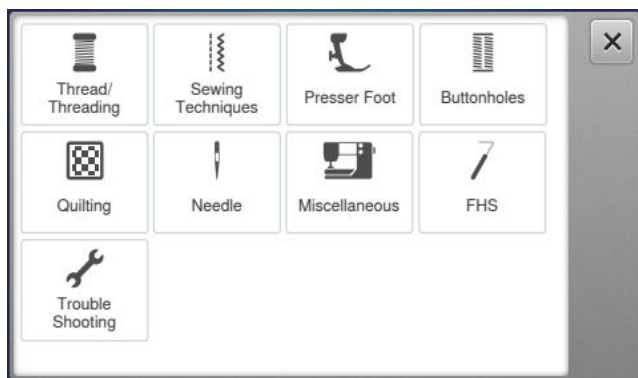 Thread/
Threading
Sewing
Techniques
Presser Foot
Buttonholes
Quilting
Needle
Miscellaneous
FHS
Trouble
Shooting